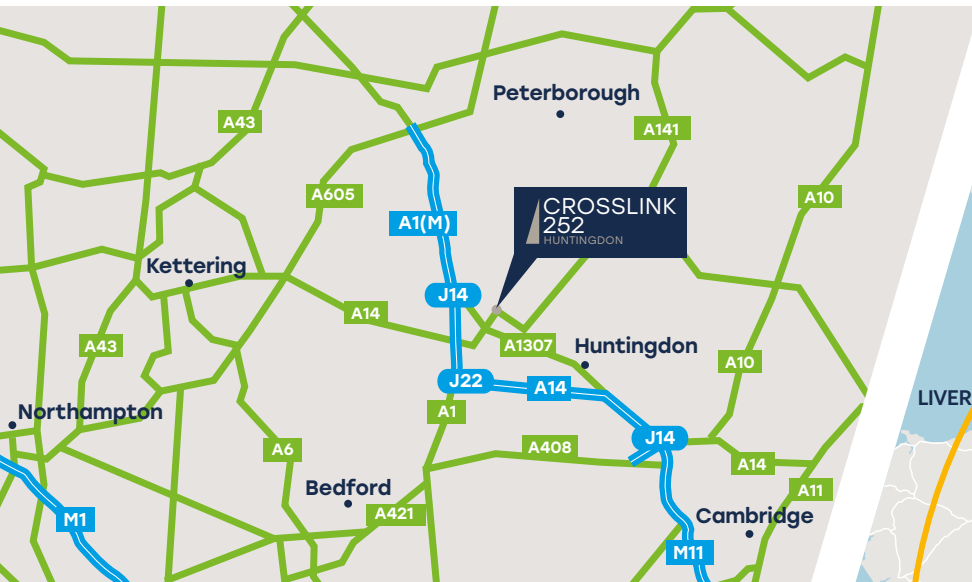 Peterborough
A43
A141
A605
A10
CROSSLINK
252
HUNTINGDON
A1(M)
Kettering
J14
A14
A43
A1307
Huntingdon
A10
J22
A14
LIVER
Northampton
A1
J14
A6
A408
A14
Bedford
A11
A421
M1
Cambridge
M11